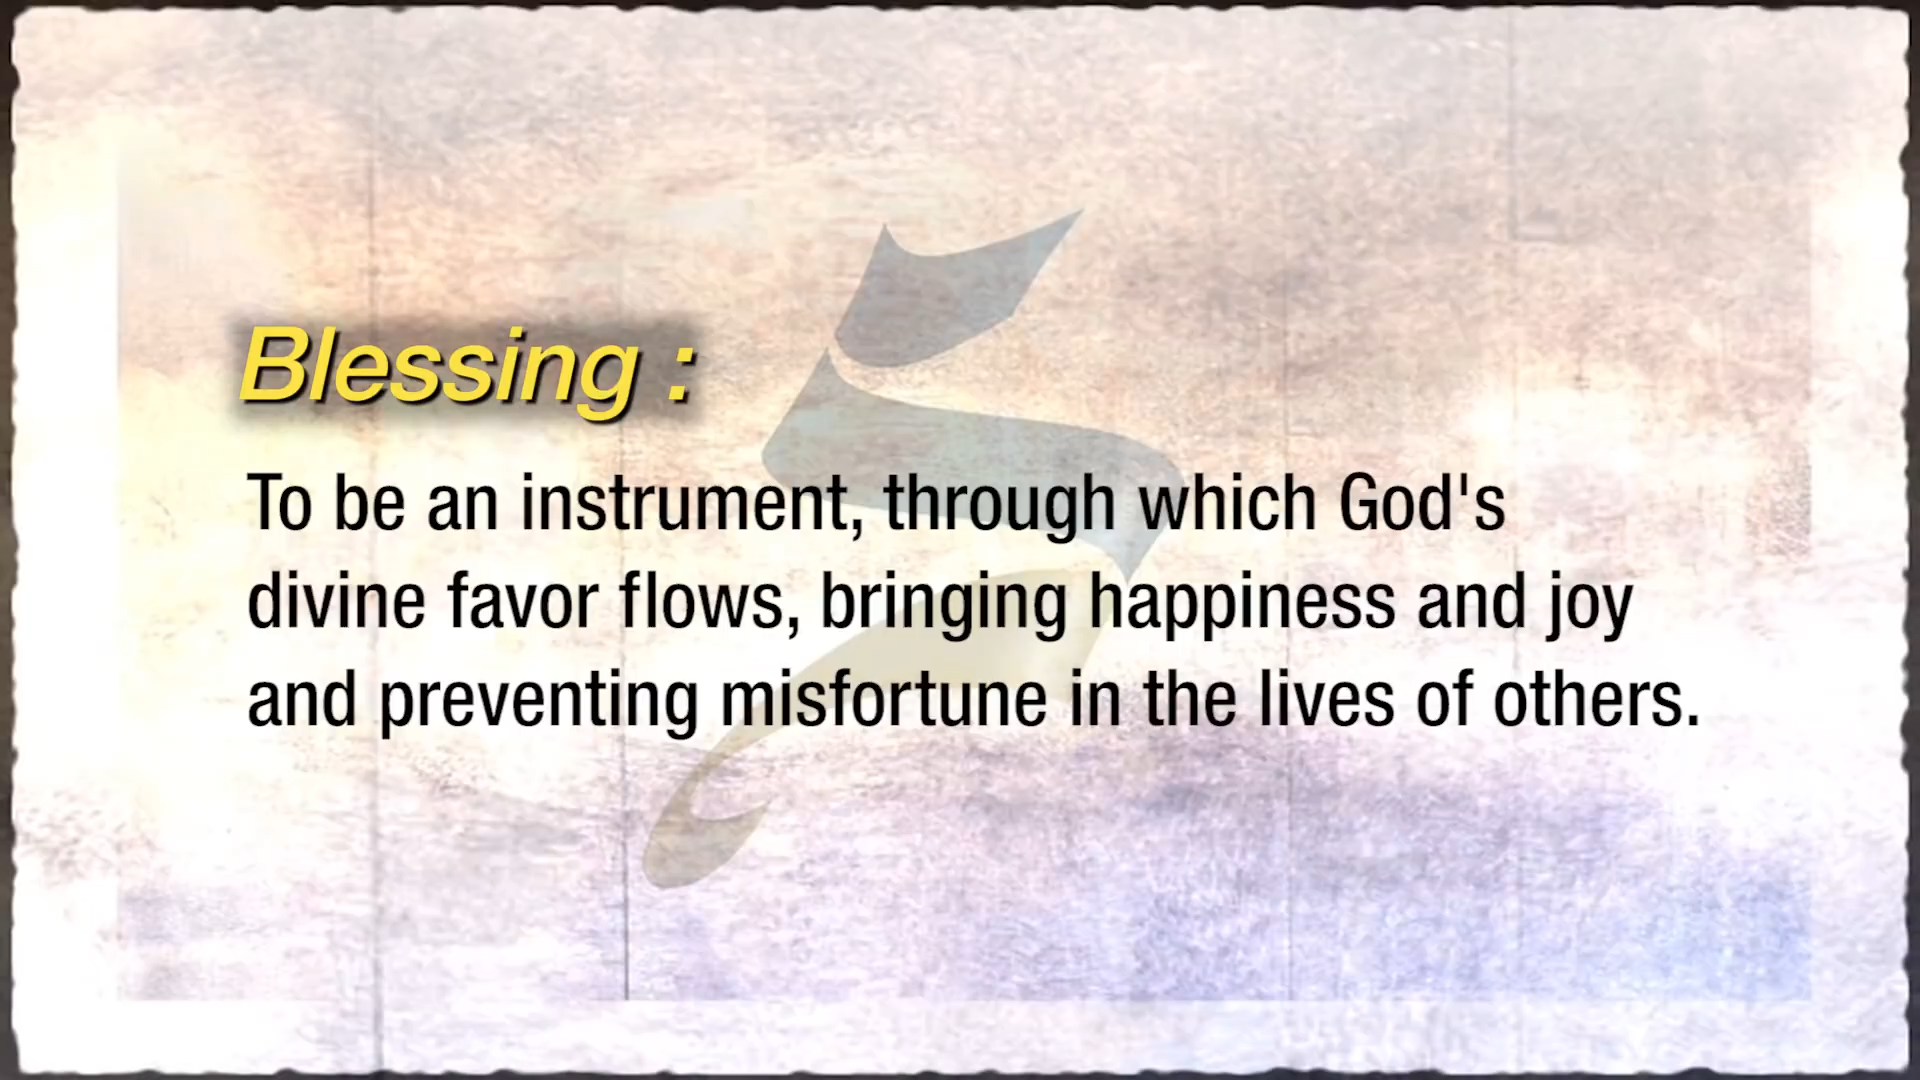 Blessing :
To be an instrument, through which God's
divine favor flows, bringing happiness and joy
and preventing misfortune in the lives of others.